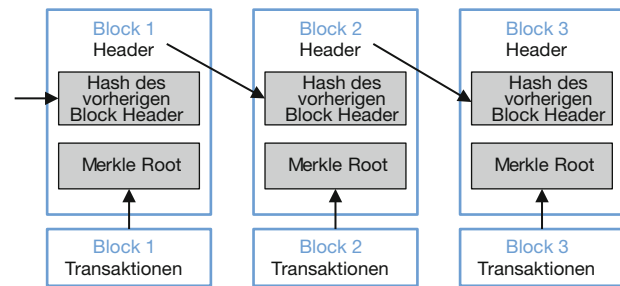 Block 1
Header
Hash des
vorherigen
Block Header
Merkle Root
Block 1
Transaktionen
Block 2
Header
Hash des
vorherigen
Block Header
Merkle Root
Block 2
Transaktionen
Block 3
Header
Hash des
vorherigen
Block Header
Merkle Root
Block 3
Transaktionen